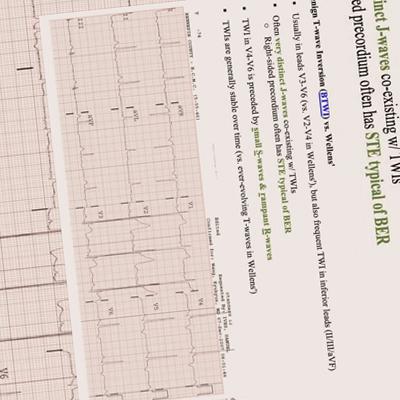 inct J-waves co-existing w/ TWIs
ed precordium often has STE typical of BER
nign T-wave Inversion (BTWI) vs. Wellens'
• Usually in leads V3-V6 (vs. V2-V4 in Wellens'), but also frequent TWI in inferior leads (II/III/aVF)
• Often very distinct J-waves co-existing w/ TWIs
o Right-sided precordium often has STE typical of BER
• TWI in V4-V6 is preceded by small S-waves & rampant R-waves
• TWIs are generally stable over time (vs. ever-evolving T-waves in Wellens')
Edited
aVR
V1
V4
aVL
V2
V5
aVF
V3
V6
II
III
V6